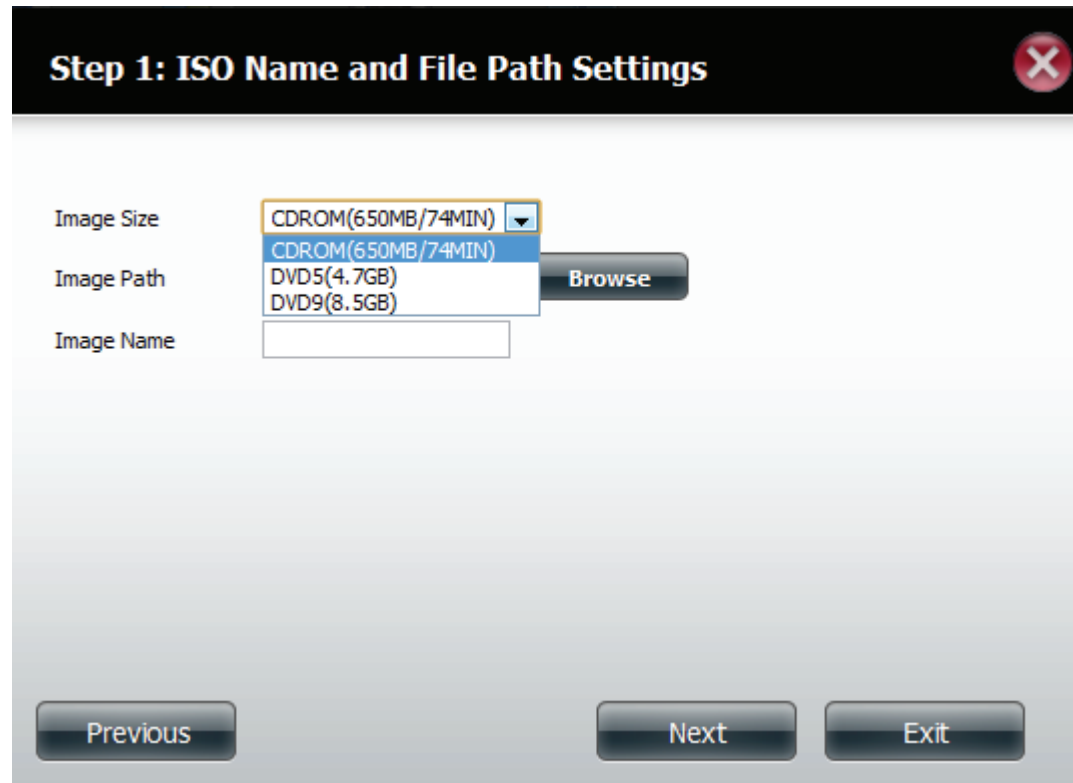 Step 1: ISO Name and File Path Settings
Image Size
CDROM(650MB/74MIN)
CDROM(650MB/74MIN)
DVD5(4.7GB)
DVD9(8.5GB)
Image Path
Browse
Image Name
Previous
Next
Exit